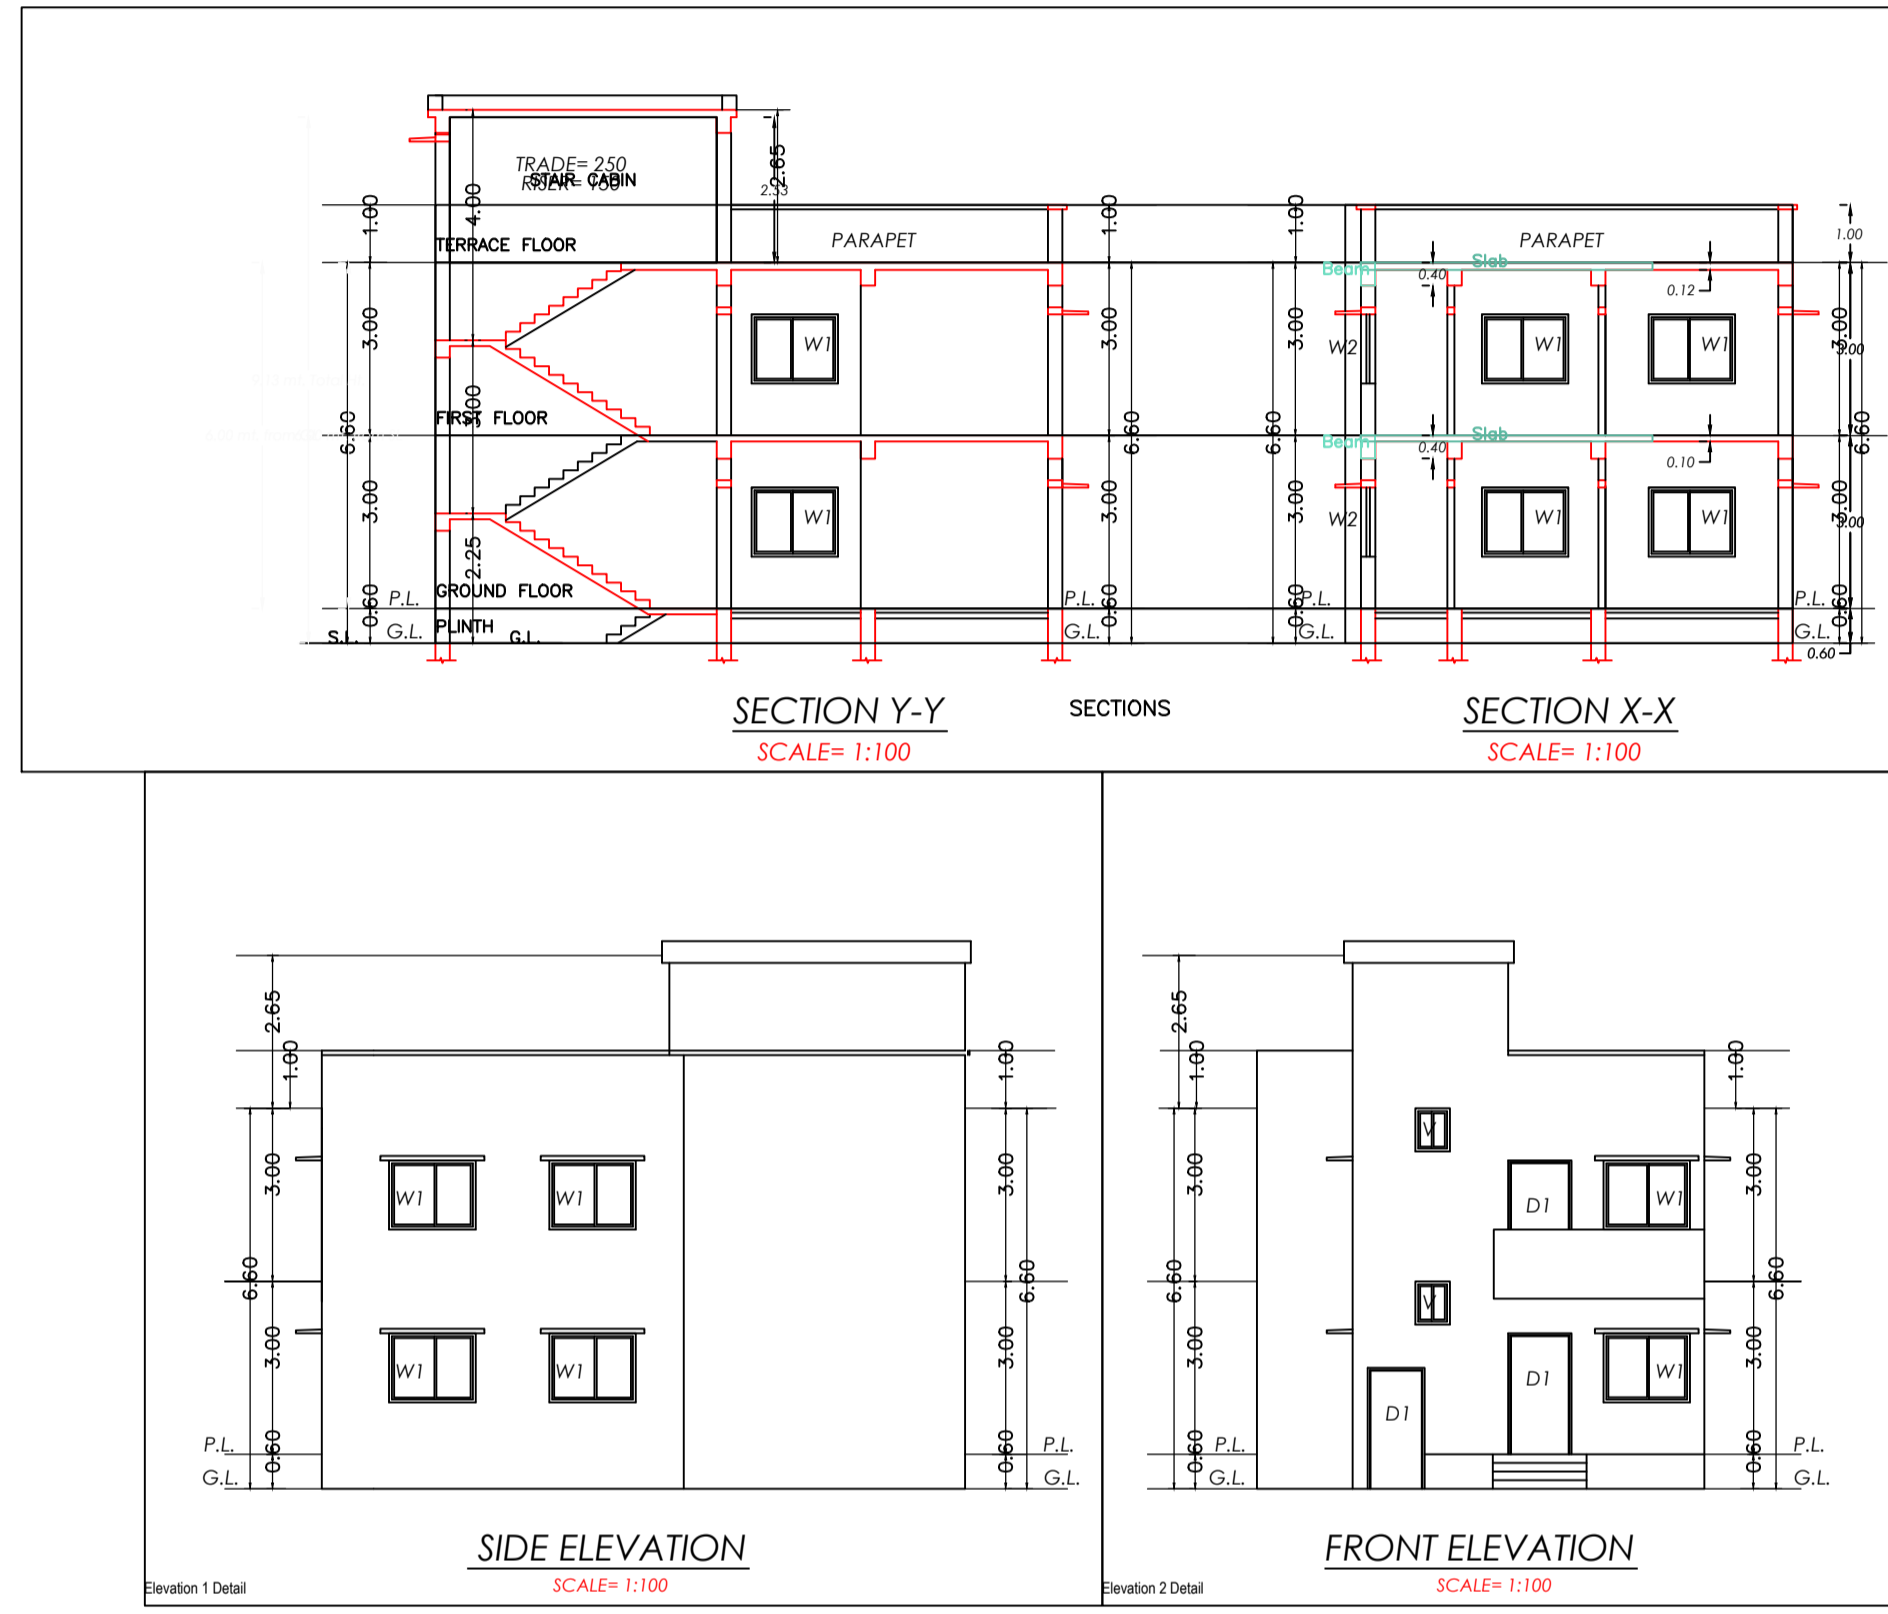 TRADE= 250
STAIR CABIN
2.65
2.53
4.00
1.00
1.00
1.00
1.00
TERRACE FLOOR
PARAPET
PARAPET
Beam
Slab
0.40
0.12
3.00
3.00
3.00
3.00
3.00
W1
W2
W1
W1
3.00
FIRST FLOOR
6.60
6.60
6.60
6.60
Beam
Slab
0.40
0.10
3.00
3.00
3.00
3.00
3.00
W1
W2
W1
W1
2.25
GROUND FLOOR
P.L.
0.60
P.L.
0.60
0.60
P.L.
P.L.
0.60
PLINTH
S.L.
G.L.
G.L.
G.L.
G.L.
G.L.
0.60
SECTION Y-Y
SCALE= 1:100
SECTIONS
SECTION X-X
SCALE= 1:100
2.65
1.00
1.00
3.00
3.00
W1
W1
6.60
6.60
3.00
3.00
W1
W1
P.L.
0.60
0.60
P.L.
G.L.
G.L.
SIDE ELEVATION
SCALE= 1:100
Elevation 1 Detail
2.65
1.00
1.00
V
3.00
3.00
D1
W1
6.60
6.60
V
3.00
3.00
D1
W1
D1
0.60
P.L.
0.60
P.L.
G.L.
G.L.
FRONT ELEVATION
SCALE= 1:100
Elevation 2 Detail